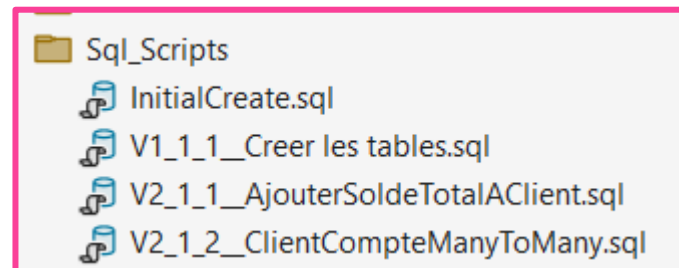 Sql_Scripts
InitialCreate.sql
V1_1_1__Creer les tables.sql
V2_1_1__AjouterSoldeTotalAClient.sql
V2_1_2__ClientCompteManyToMany.sql